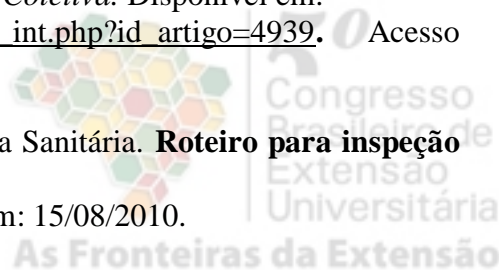 Coletiva. Disponível em:
_int.php?id_artigo=4939. Acesso
a Sanitária. Roteiro para inspeção
m: 15/08/2010.
5º Congresso
Brasileiro de
Extensão
Universitária
As Fronteiras da Extensão